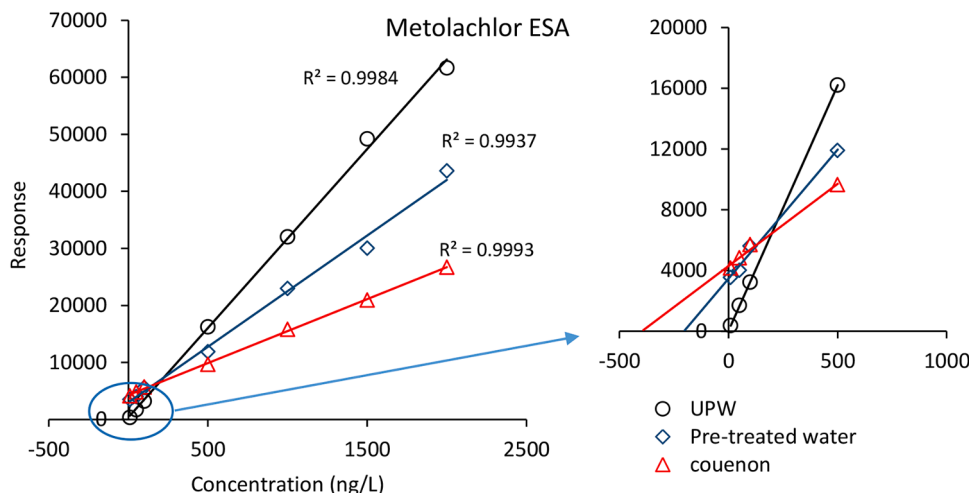 Metolachlor ESA
70000
60000
50000
40000
30000
20000
10000
0
-500
500
1000
1500
2000
2500
Response
Concentration (ng/L)
R² = 0.9984
R² = 0.9937
R² = 0.9993
20000
16000
12000
8000
4000
0
-500
0
500
1000
UPW
Pre-treated water
couenon